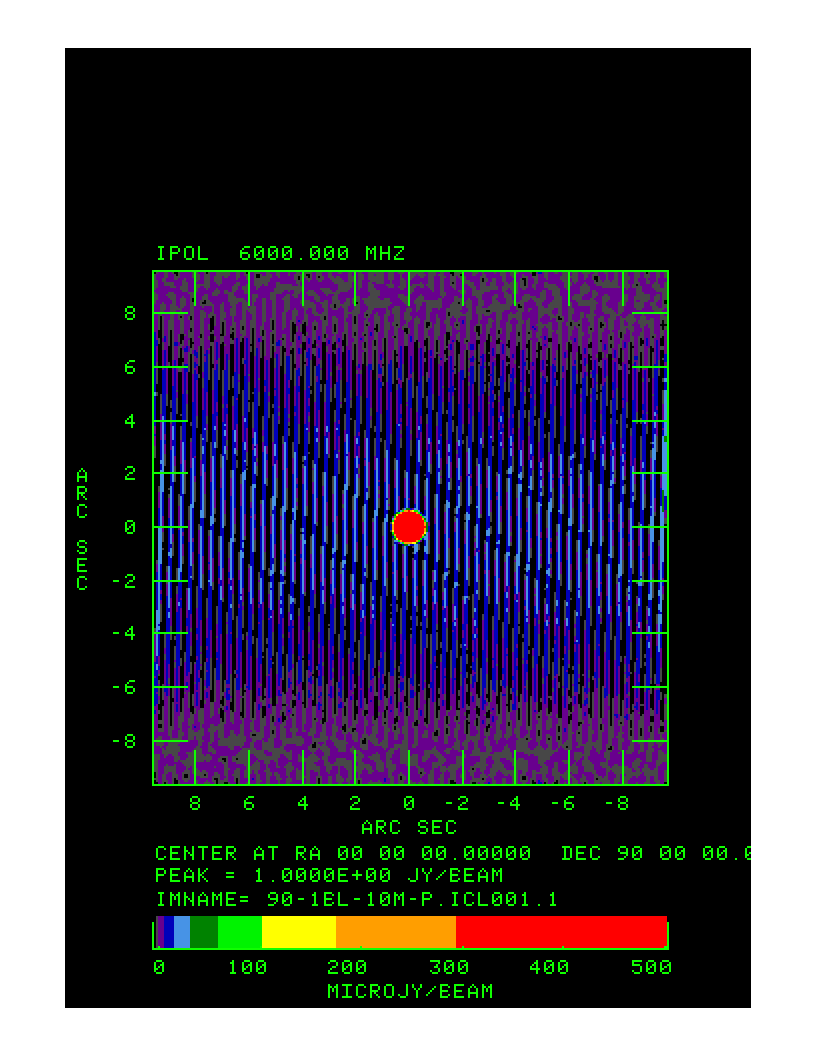 IPOL 6000.000 MHZ
8
6
4
2
0
-2
-4
-6
-8
ARC SEC
8 6 4 2 0 -2 -4 -6 -8
ARC SEC
CENTER AT RA 00 00 00.00000 DEC 90 00 00.0
PEAK = 1.0000E+00 JY/BEAM
IMNAME= 90-1BL-10M-P.ICL001.1
0 100 200 300 400 500
MICROJY/BEAM